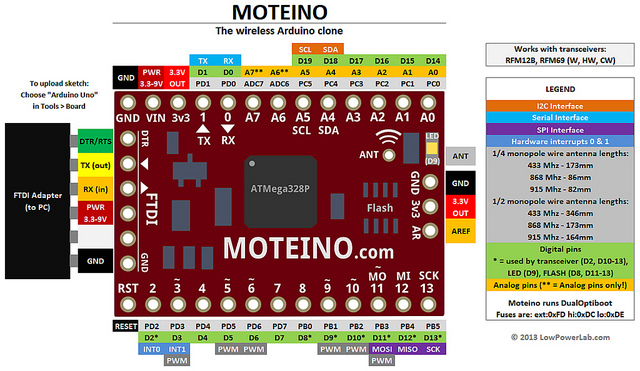 MOTEINO
The wireless Arduino clone
SCL SDA
TX RX D19 D18 D17 D16 D15 D14
GND PWR 3.3V D1 D0 A7** A6** A5 A4 A3 A2 A1 A0
3.3-9V OUT PD1 PD0 ADC7 ADC6 PC5 PC4 PC3 PC2 PC1 PC0
To upload sketch:
Choose "Arduino Uno"
in Tools > Board
GND VIN 3v3 1 0 A7 A6 A5 A4 A3 A2 A1 A0
TX RX SCL SDA
DTR
FTDI
GND
ATMega328P
ANT
LED
(D9)
Flash
GND 3v3 AR
MOTEINO.com
~ ~ ~ ~ ~ ~
MO MI SCK
RST 2 3 4 5 6 7 8 9 10 11 12 13
FTDI Adapter
(to PC)
DTR/RTS
TX (out)
RX (in)
PWR
3.3-9V
GND
ANT
GND
3.3V
OUT
AREF
RESET PD2 PD3 PD4 PD5 PD6 PD7 PB0 PB1 PB2 PB3 PB4 PB5
D2* D3 D4 D5 D6 D7 D8* D9* D10* D11* D12* D13*
INT0 INT1 PWM PWM PWM PWM MOSI MISO SCK
PWM PWM
Works with transceivers:
RFM12B, RFM69 (W, HW, CW)
LEGEND
I2C Interface
Serial Interface
SPI Interface
Hardware interrupts 0 & 1
1/4 monopole wire antenna lengths:
433 Mhz - 173mm
868 Mhz - 86mm
915 Mhz - 82mm
1/2 monopole wire antenna lengths:
433 Mhz - 346mm
868 Mhz - 173mm
915 Mhz - 164mm
Digital pins
* = used by transceiver (D2, D10-13),
LED (D9), FLASH (D8, D11-13)
Analog pins (** = Analog pins only!)
Moteino runs DualOptiboot
Fuses are: ext:0xFD hi:0xDC lo:0xDE
© 2013 LowPowerLab.com